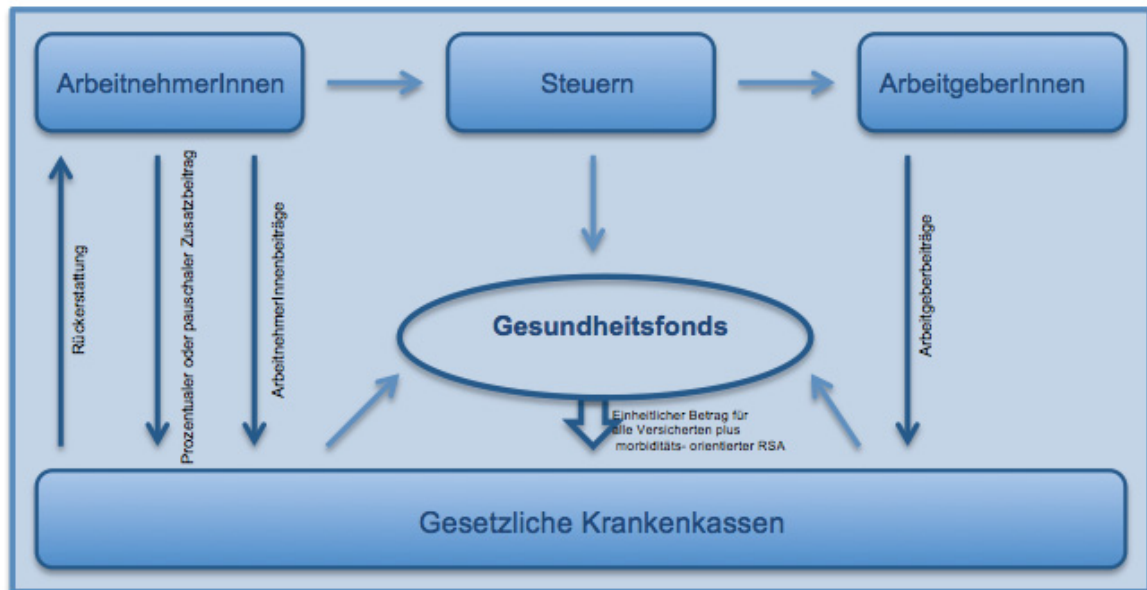 ArbeitnehmerInnen
Steuern
ArbeitgeberInnen
Rückerstattung
Prozentualer oder pauschaler Zusatzbeitrag
ArbeitnehmerInnenbeiträge
Arbeitgeberbeiträge
Gesundheitsfonds
Einheitlicher Betrag für
alle Versicherten plus
morbiditäts- orientierter RSA
Gesetzliche Krankenkassen